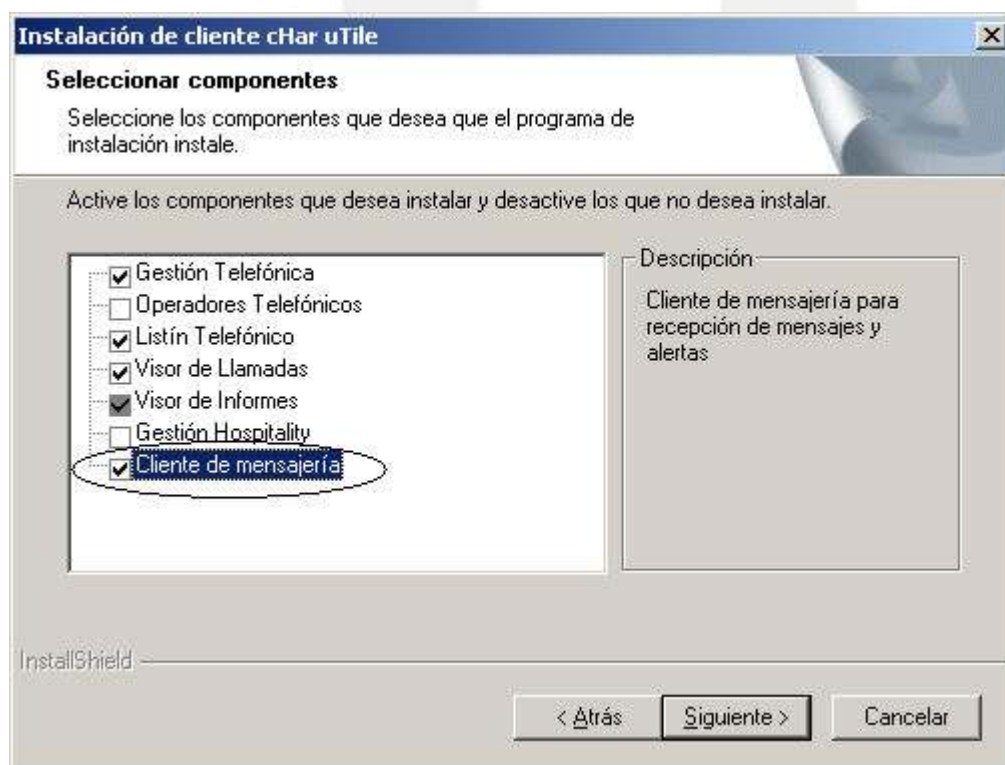 Instalación de cliente cHar uTile
Seleccionar componentes
Seleccione los componentes que desea que el programa de
instalación instale.
Active los componentes que desea instalar y desactive los que no desea instalar.
Gestión Telefónica
Operadores Telefónicos
Listín Telefónico
Visor de Llamadas
Visor de Informes
Gestión Hospitality
Cliente de mensajería
Descripción
Cliente de mensajería para
recepción de mensajes y
alertas
InstallShield
< Atrás
Siguiente >
Cancelar